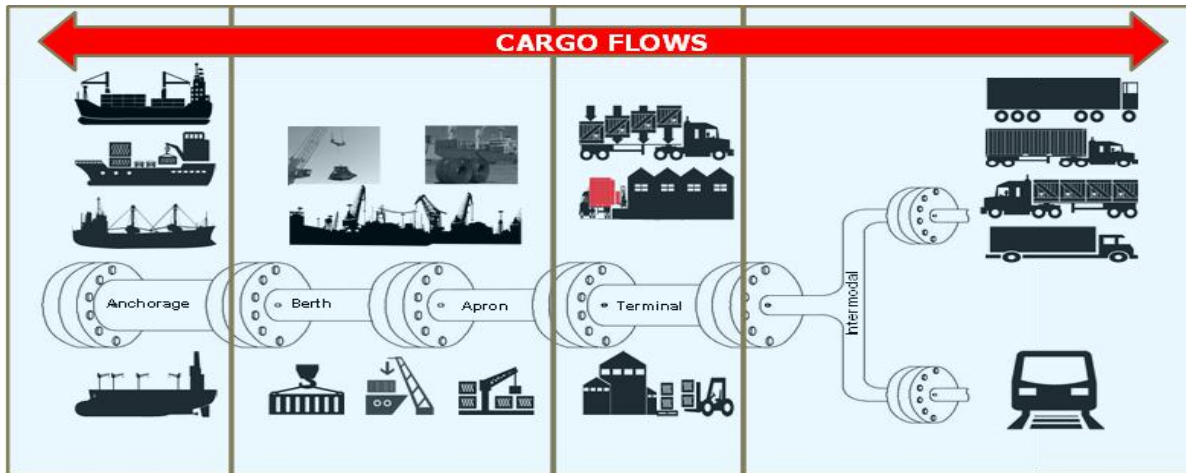 CARGO FLOWS
Anchorage
Berth
Apron
Terminal
Intermodal